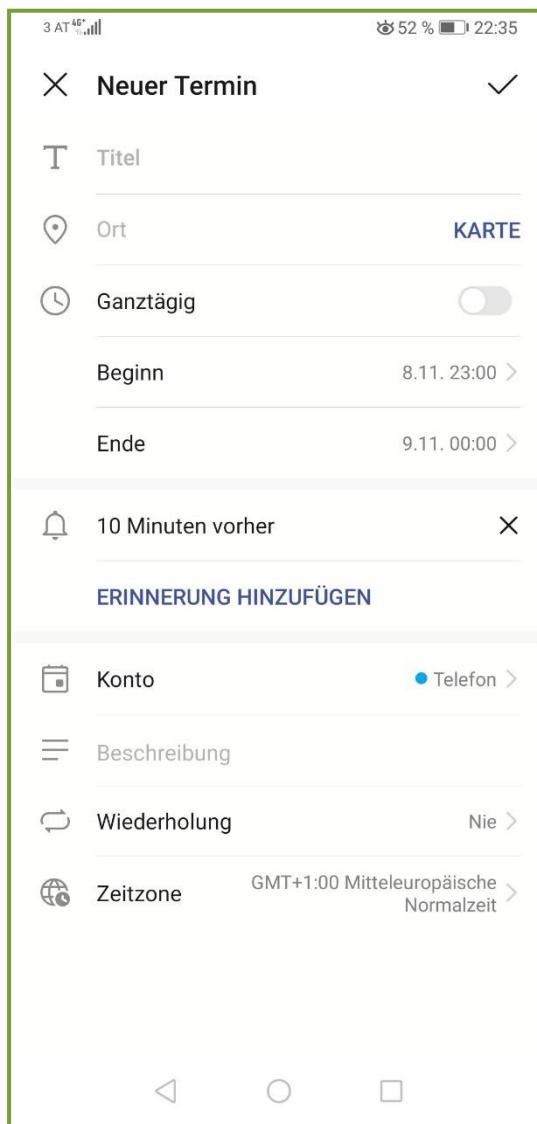 3 AT 4G+ 52 % 22:35
Neuer Termin
Titel
Ort KARTE
Ganztägig
Beginn 8.11. 23:00
Ende 9.11. 00:00
10 Minuten vorher
ERINNERUNG HINZUFÜGEN
Konto Telefon
Beschreibung
Wiederholung Nie
Zeitzone GMT+1:00 Mitteleuropäische
Normalzeit